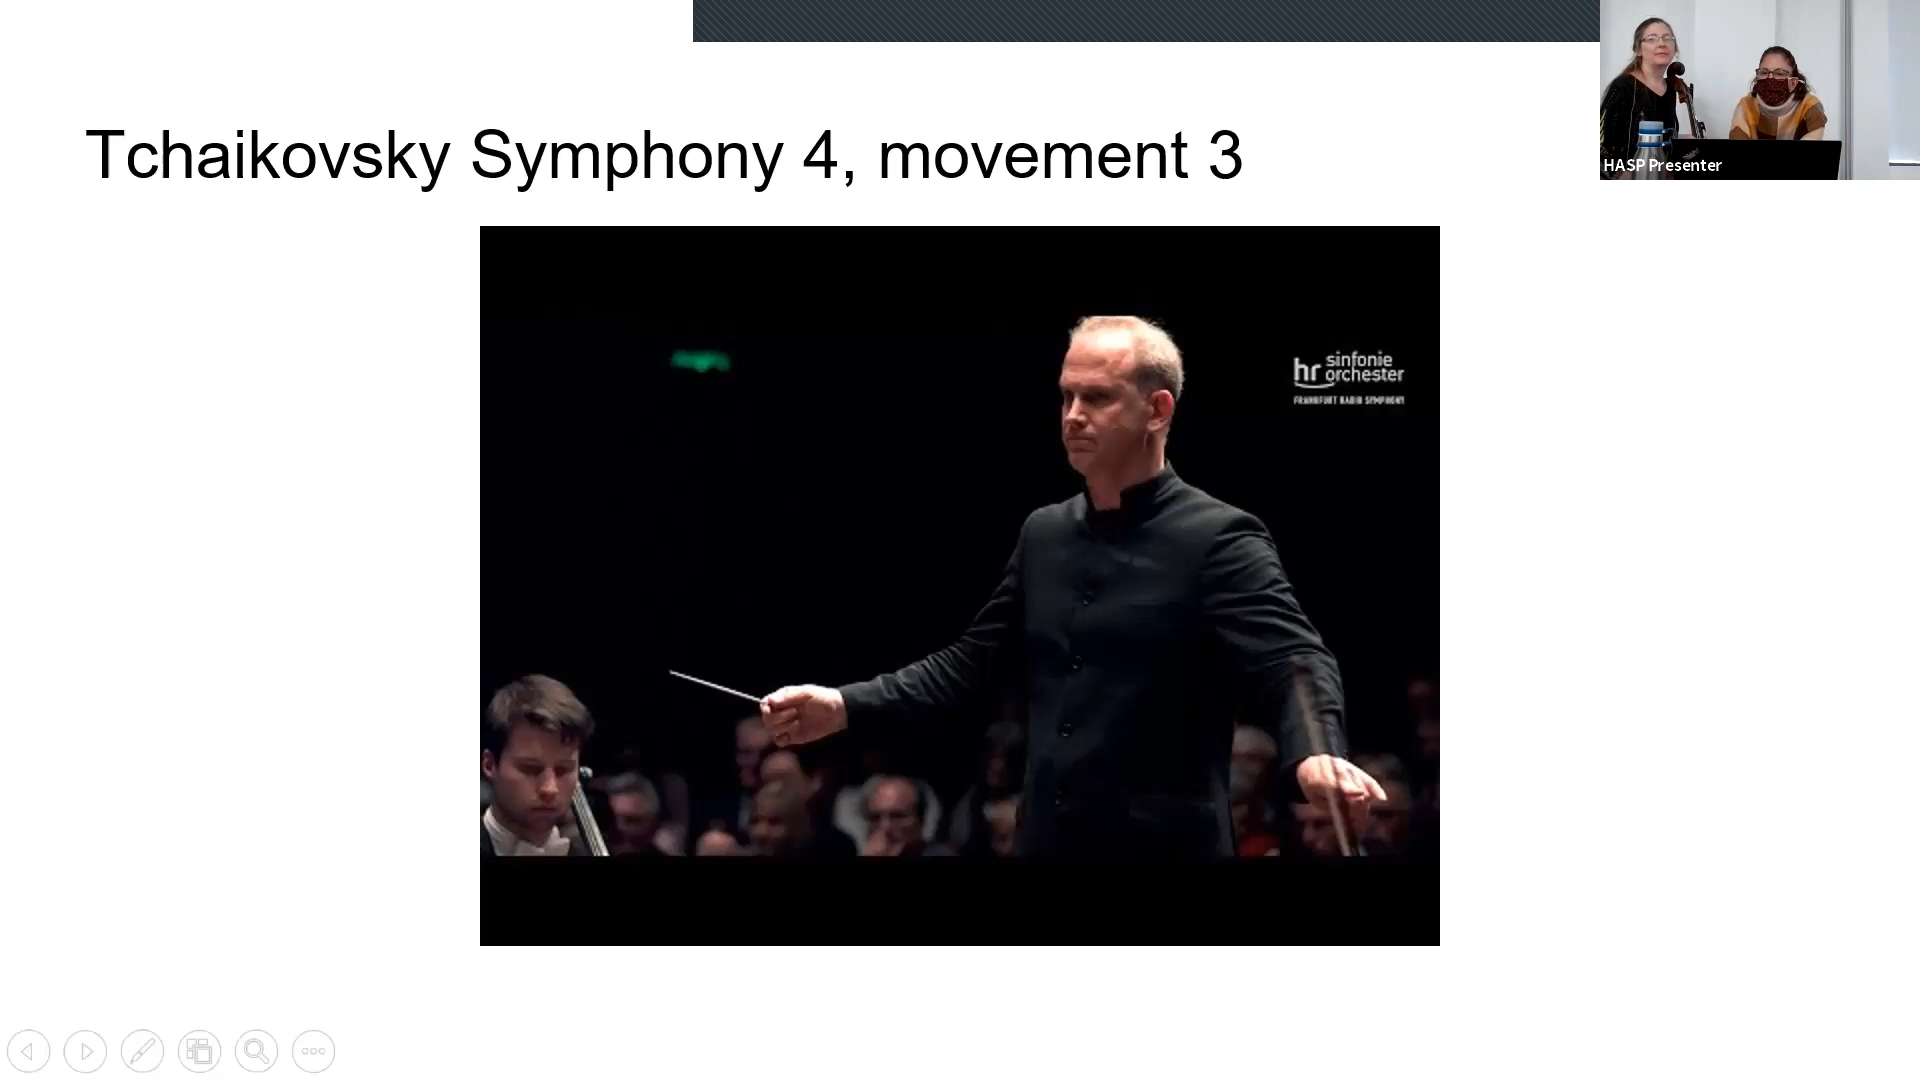 Tchaikovsky Symphony 4, movement 3
HASP Presenter
hr sinfonie
orchester
FRANKFURT RADIO SYMPHONY